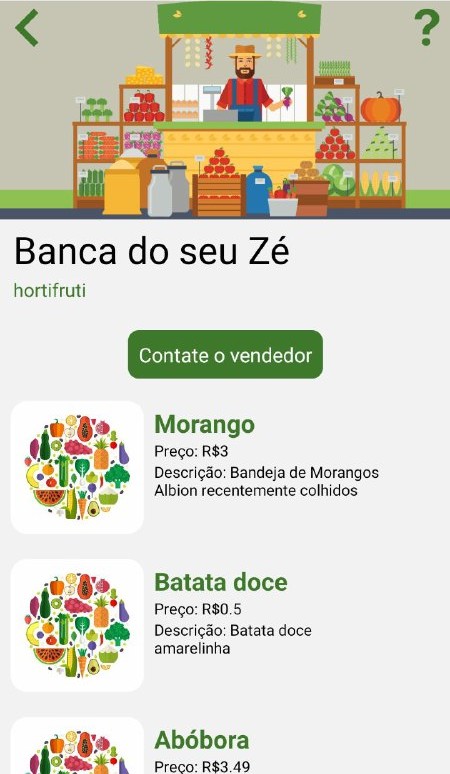 ?
Banca do seu Zé
hortifruti
Contate o vendedor
Morango
Preço: R$3
Descrição: Bandeja de Morangos
Albion recentemente colhidos
Batata doce
Preço: R$0.5
Descrição: Batata doce
amarelinha
Abóbora
Preço: R$3.49